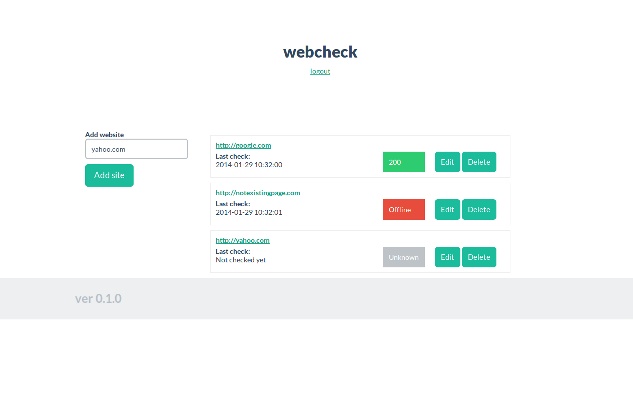 webcheck
logout
Add website
yahoo.com
Add site
http://google.com
Last check:
2014-01-29 10:32:00
200
Edit
Delete
http://notexistingpage.com
Last check:
2014-01-29 10:32:01
Offline
Edit
Delete
http://yahoo.com
Last check:
Not checked yet
Unknown
Edit
Delete
ver 0.1.0